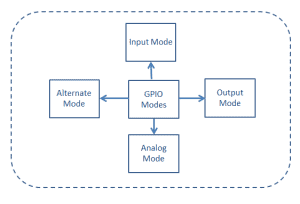 Input Mode
Alternate
Mode
GPIO
Modes
Output
Mode
Analog
Mode